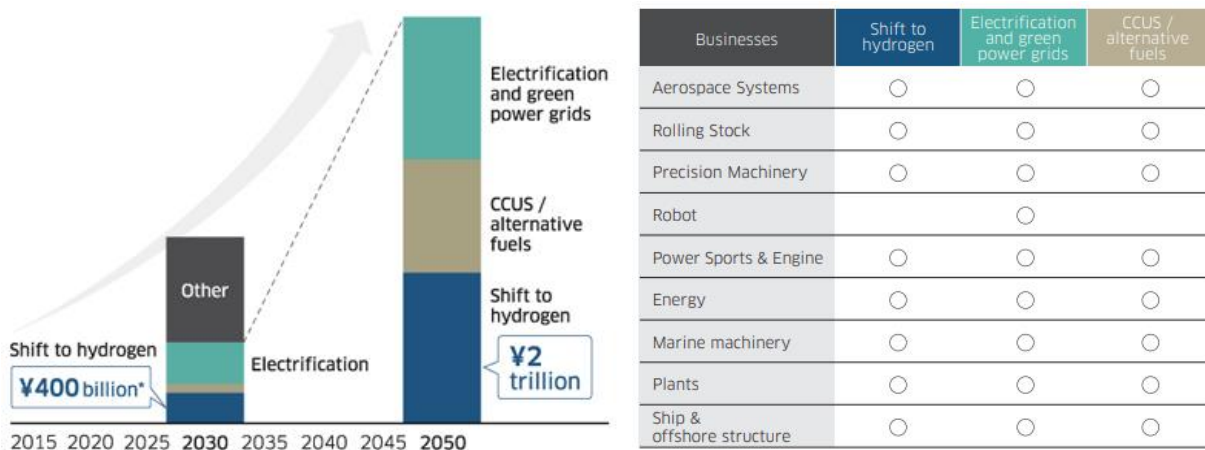 Electrification
and green
power grids
CCUS /
alternative
fuels
Other
Shift to
hydrogen
Shift to hydrogen
Electrification
¥400 billion*
¥2
trillion
2015 2020 2025 2030 2035 2040 2045 2050
Businesses
Shift to
hydrogen
Electrification
and green
power grids
CCUS /
alternative
fuels
Aerospace Systems ○ ○ ○
Rolling Stock ○ ○ ○
Precision Machinery ○ ○ ○
Robot ○
Power Sports & Engine ○ ○ ○
Energy ○ ○ ○
Marine machinery ○ ○ ○
Plants ○ ○ ○
Ship &
offshore structure ○ ○ ○